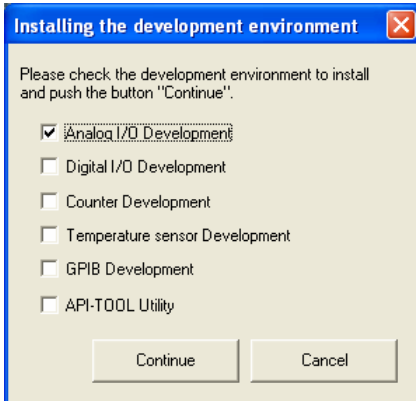 Installing the development environment
Please check the development environment to install
and push the button "Continue".
Analog I/O Development
Digital I/O Development
Counter Development
Temperature sensor Development
GPIB Development
API-TOOL Utility
Continue
Cancel